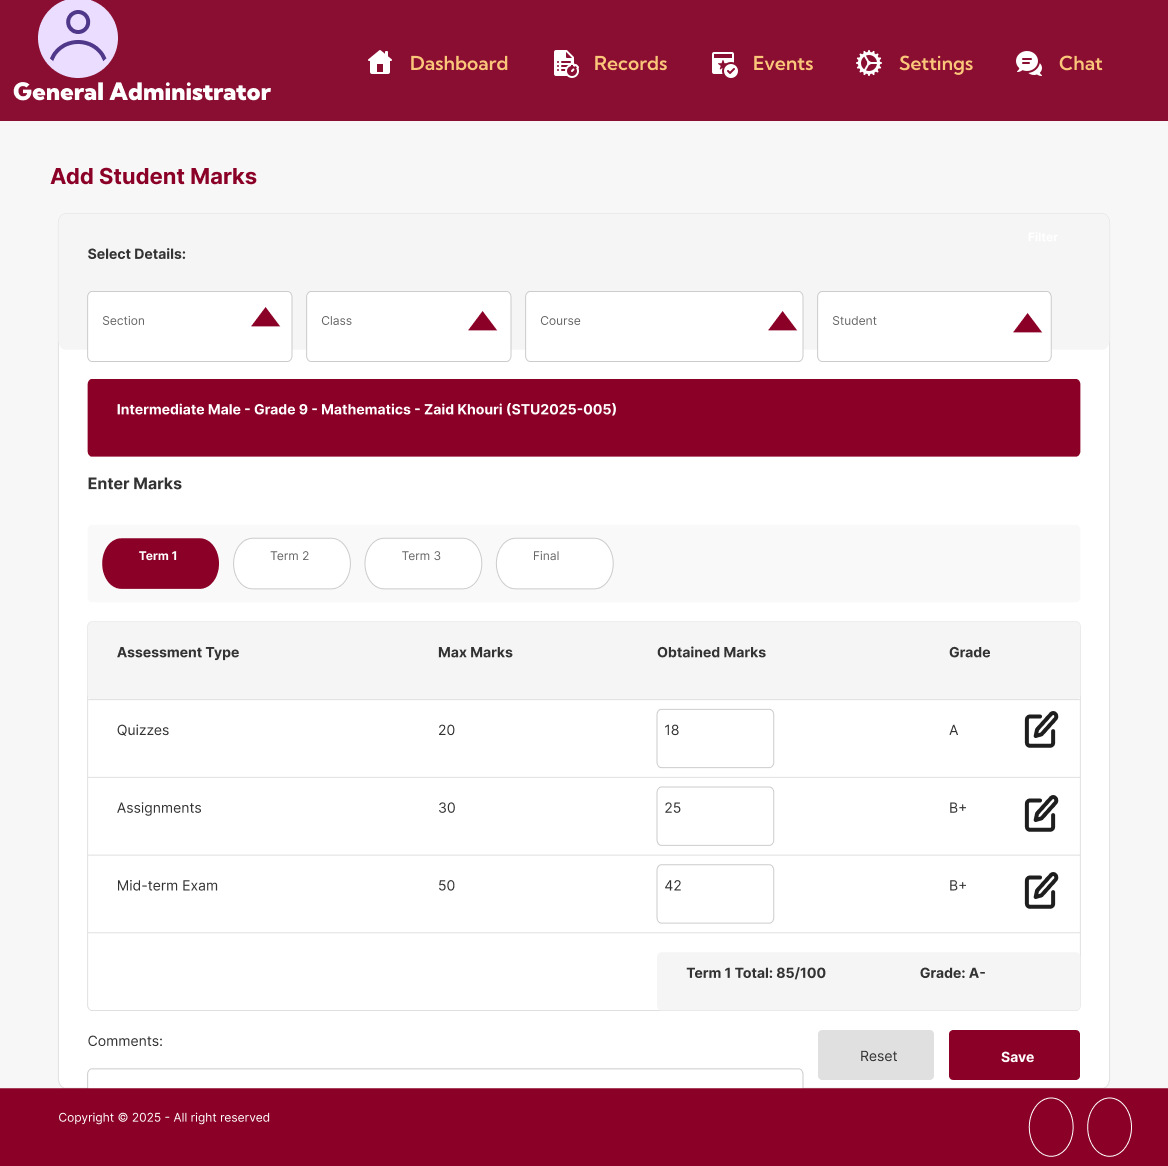 General Administrator
Dashboard
Records
Events
Settings
Chat
Add Student Marks
Filter
Select Details:
Section
Class
Course
Student
Intermediate Male - Grade 9 - Mathematics - Zaid Khouri (STU2025-005)
Enter Marks
Term 1
Term 2
Term 3
Final
Assessment Type Max Marks Obtained Marks Grade
Quizzes 20 18 A
Assignments 30 25 B+
Mid-term Exam 50 42 B+
Term 1 Total: 85/100 Grade: A-
Comments:
Reset
Save
Copyright © 2025 - All right reserved